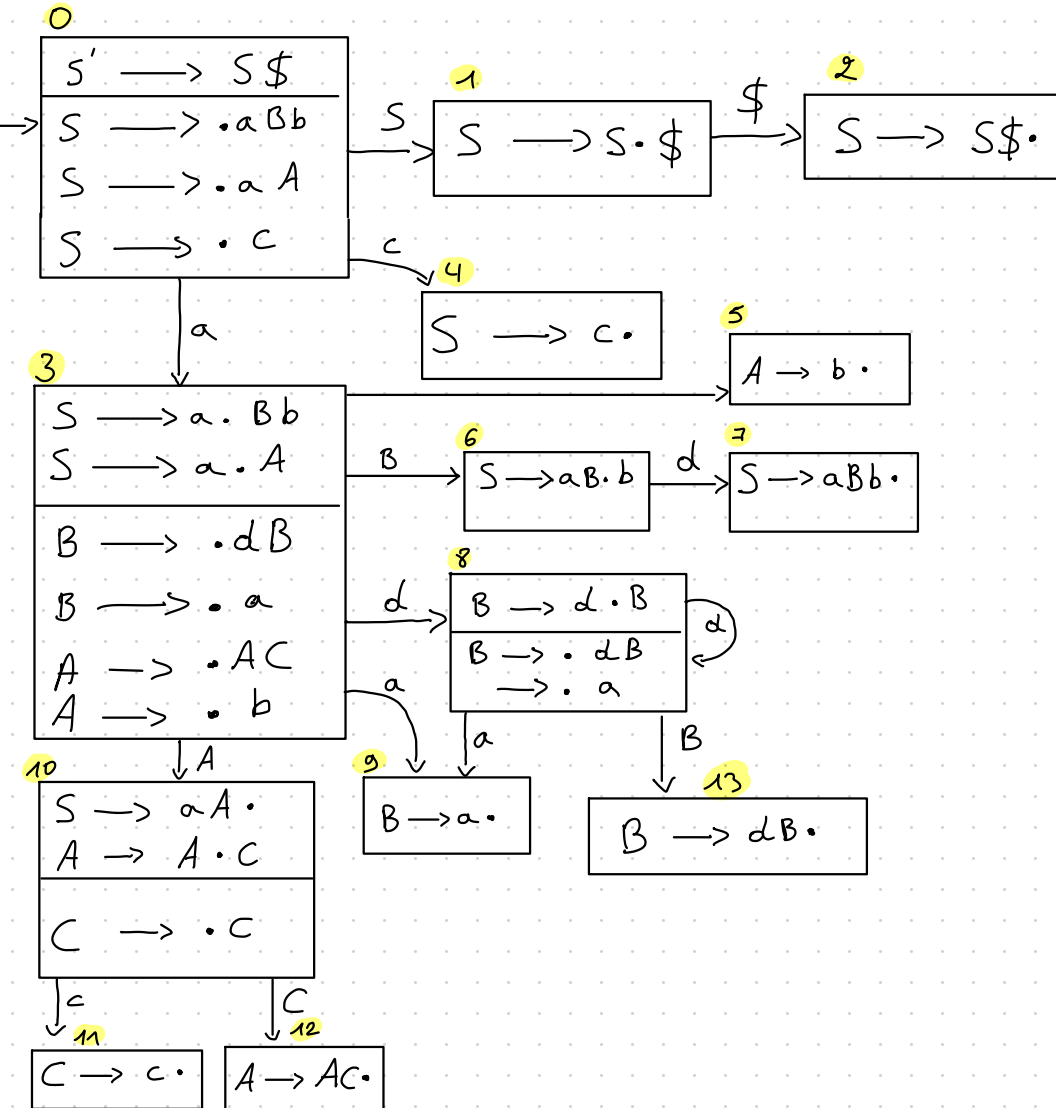 0
S' → S$
S → .aBb
S → .aA
S → .c
S
1
S → S.$
$
2
S → S$.
c
4
S → c.
a
3
S → a.Bb
S → a.A
B → .dB
B → .a
A → .AC
A → .b
5
A → b.
B
6
S → aB.b
d
7
S → aBb.
d
8
B → d.B
B → .dB
→ .a
d
a
9
B → a.
a
B
13
B → dB.
A
10
S → aA.
A → A.C
C → .c
c
11
C → c.
C
12
A → AC.